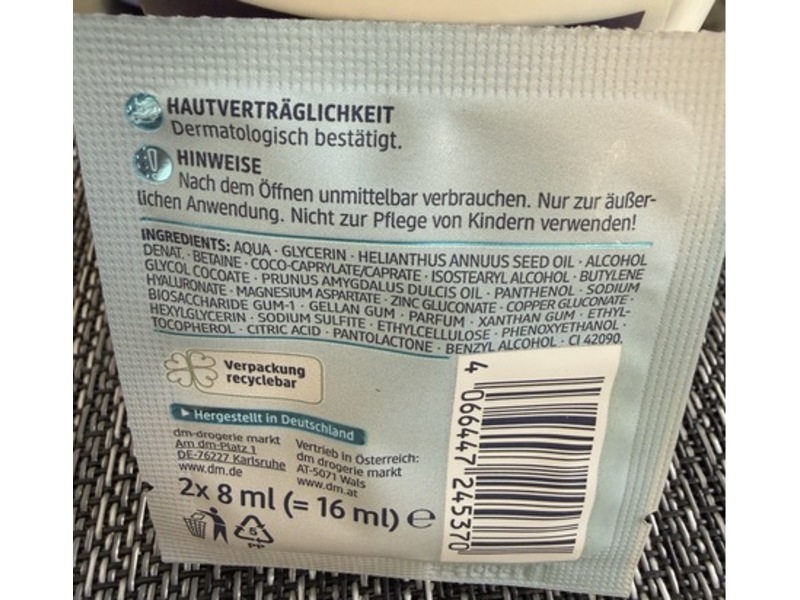 HAUTVERTRÄGLICHKEIT
Dermatologisch bestätigt.
HINWEISE
Nach dem Öffnen unmittelbar verbrauchen. Nur zur äußer-
lichen Anwendung. Nicht zur Pflege von Kindern verwenden!
INGREDIENTS: AQUA · GLYCERIN · HELIANTHUS ANNUUS SEED OIL · ALCOHOL
DENAT. · BETAINE · COCO-CAPRYLATE/CAPRATE · ISOSTEARYL ALCOHOL · BUTYLENE
GLYCOL COCOATE · PRUNUS AMYGDALUS DULCIS OIL · PANTHENOL · SODIUM
HYALURONATE · MAGNESIUM ASPARTATE · ZINC GLUCONATE · COPPER GLUCONATE ·
BIOSACCHARIDE GUM-1 · GELLAN GUM · PARFUM · XANTHAN GUM · ETHYL-
HEXYLGLYCERIN · SODIUM SULFITE · ETHYLCELLULOSE · PHENOXYETHANOL ·
TOCOPHEROL · CITRIC ACID · PANTOLACTONE · BENZYL ALCOHOL · CI 42090.
Verpackung
recyclebar
Hergestellt in Deutschland
dm-drogerie markt
Am dm-Platz 1
DE-76227 Karlsruhe
www.dm.de
Vertrieb in Österreich:
dm drogerie markt
AT-5071 Wals
www.dm.at
2x 8 ml (= 16 ml) ℮
5
PP
4 066447 245370